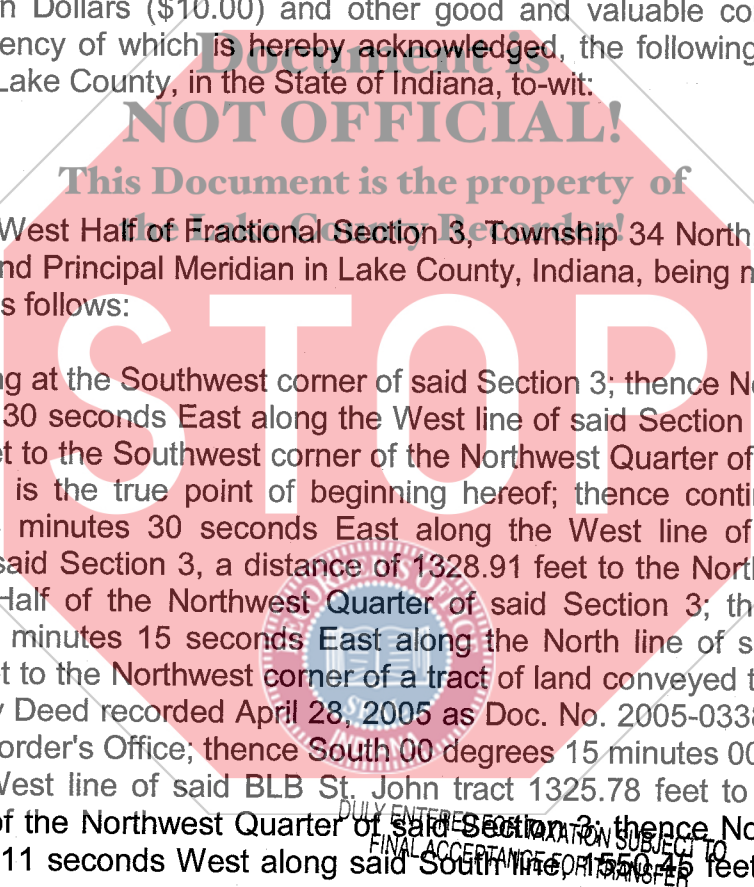 n Dollars ($10.00) and other good and valuable co
ency of which is hereby acknowledged, the following
Document is
Lake County, in the State of Indiana, to-wit:
NOT OFFICIAL!
This Document is the property of
the Lake County Recorder!
West Half of Fractional Section 3, Township 34 North
nd Principal Meridian in Lake County, Indiana, being
s follows:
STOP
ng at the Southwest corner of said Section 3; thence No
30 seconds East along the West line of said Section
t to the Southwest corner of the Northwest Quarter of
is the true point of beginning hereof; thence conti
minutes 30 seconds East along the West line of
said Section 3, a distance of 1328.91 feet to the North
Half of the Northwest Quarter of said Section 3; th
minutes 15 seconds East along the North line of s
t to the Northwest corner of a tract of land conveyed t
y Deed recorded April 28, 2005 as Doc. No. 2005-033
order's Office; thence South 00 degrees 15 minutes 00
West line of said BLB St. John tract 1325.78 feet to
of the Northwest Quarter of said Section 3; thence No
11 seconds West along said South line, 1550.45 feet
DULY ENTERED FOR TAXATION SUBJECT TO
FINAL ACCEPTANCE FOR TRANSFER
RECORDER'S OFFICE
SEAL
INDIANA